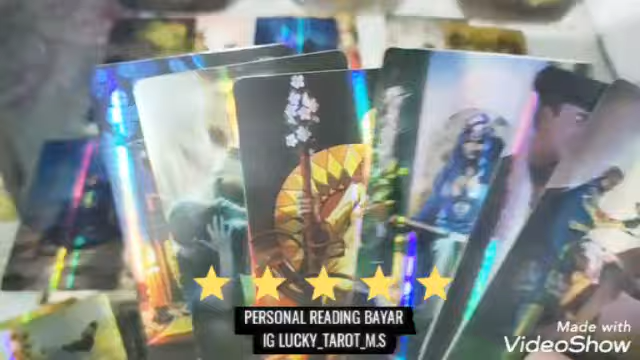 PERSONAL READING BAYAR
IG LUCKY_TAROT_M.S
Made with
VideoShow